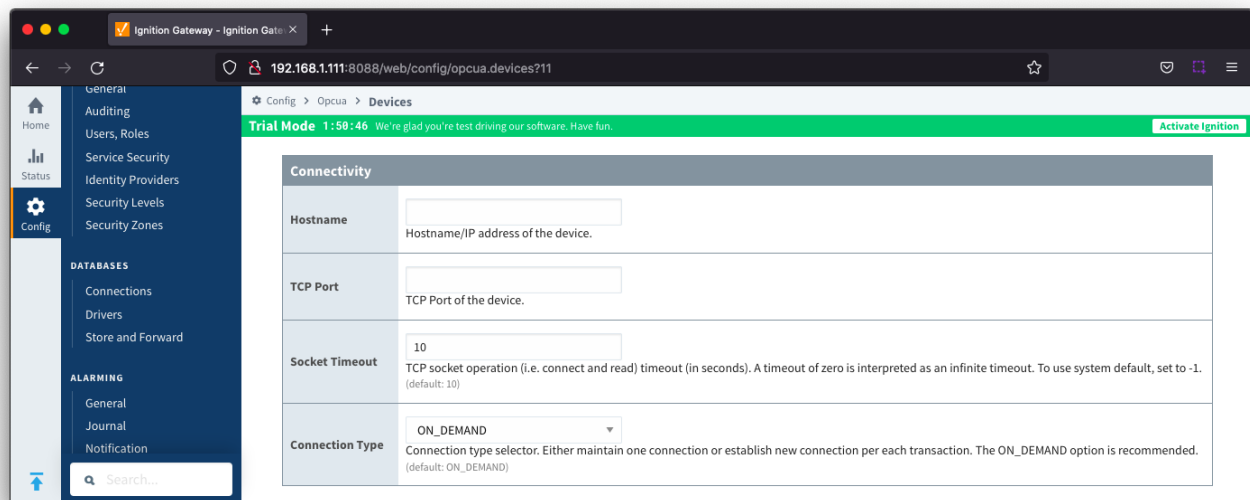 Ignition Gateway - Ignition Gate
192.168.1.111:8088/web/config/opcua.devices?11
Home
Status
Config
General
Auditing
Users, Roles
Service Security
Identity Providers
Security Levels
Security Zones
DATABASES
Connections
Drivers
Store and Forward
ALARMING
General
Journal
Notification
Search...
Config > Opcua > Devices
Trial Mode 1:50:46 We're glad you're test driving our software. Have fun.
Activate Ignition
Connectivity
Hostname
Hostname/IP address of the device.
TCP Port
TCP Port of the device.
Socket Timeout
10
TCP socket operation (i.e. connect and read) timeout (in seconds). A timeout of zero is interpreted as an infinite timeout. To use system default, set to -1.
(default: 10)
Connection Type
ON_DEMAND
Connection type selector. Either maintain one connection or establish new connection per each transaction. The ON_DEMAND option is recommended.
(default: ON_DEMAND)